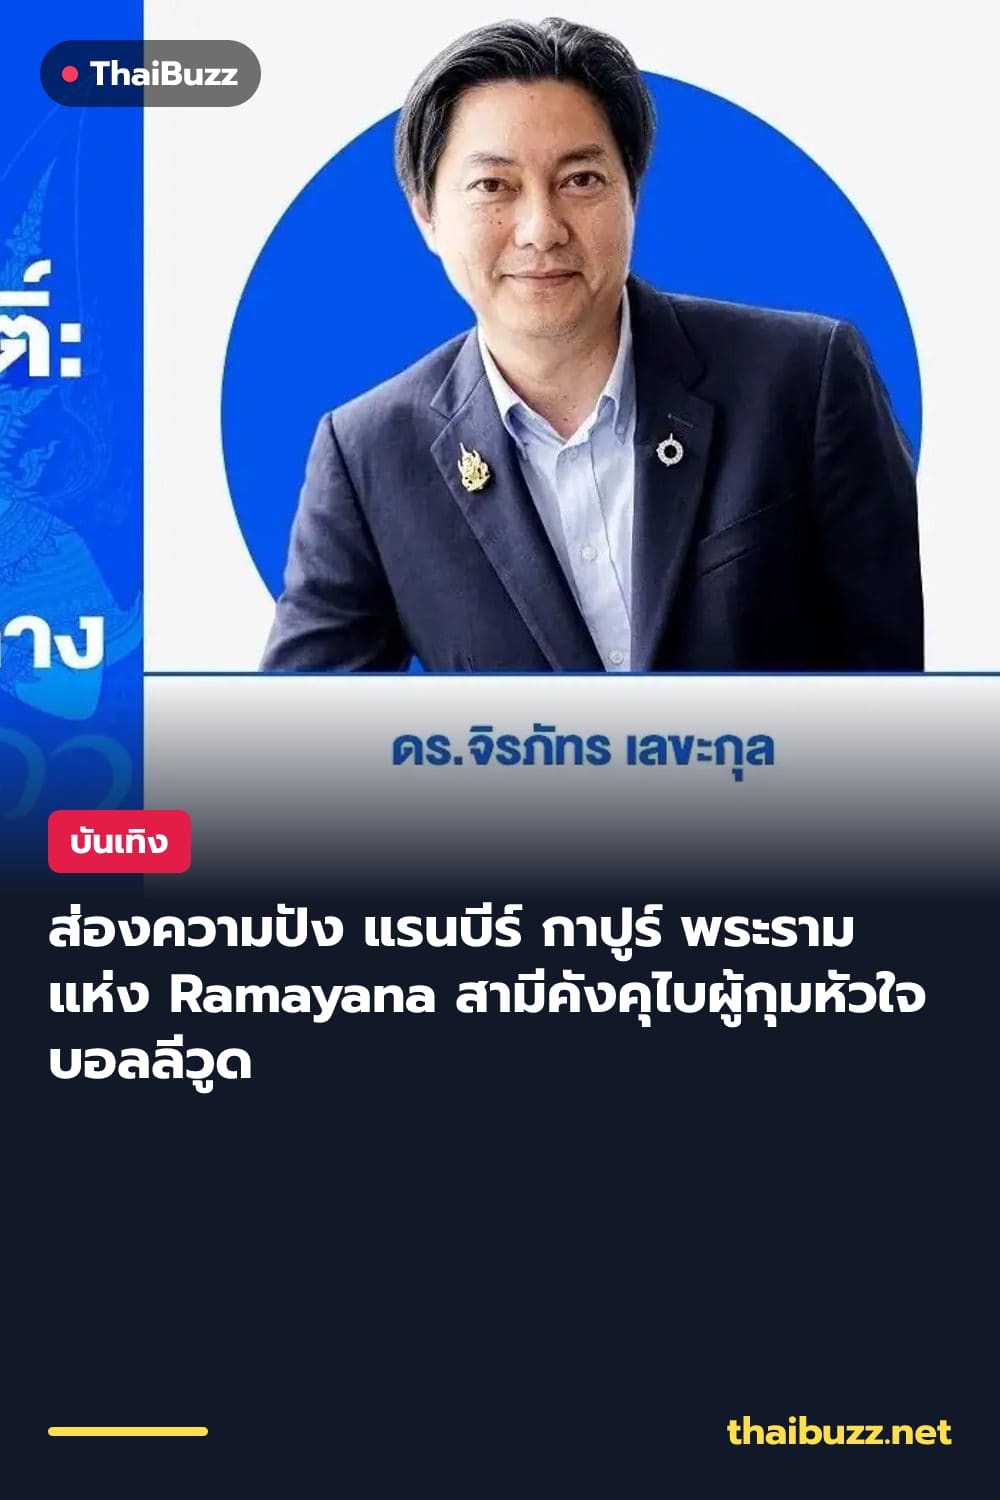 ThaiBuzz
ดร.จิรภัทร เลขะกุล
บันเทิง
ส่องความปัง แรนบีร์ กาปูร์ พระราม
แห่ง Ramayana สามีคังคุไบผู้กุมหัวใจ
บอลลีวูด
thaibuzz.net